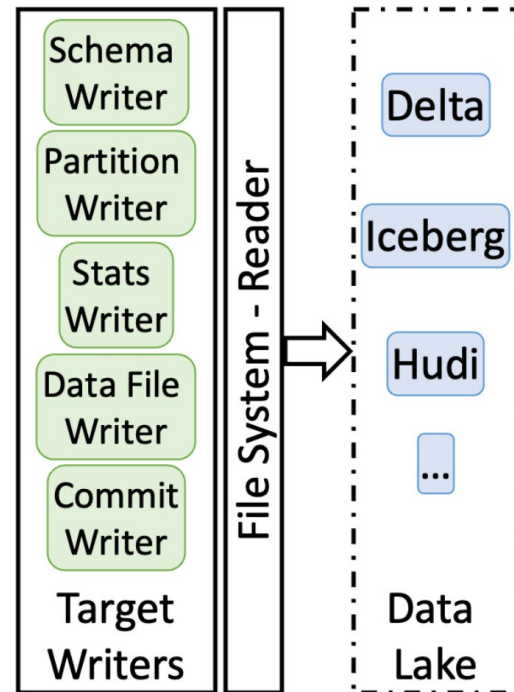 Schema
Writer
Partition
Writer
Stats
Writer
Data File
Writer
Commit
Writer
Target
Writers
File System - Reader
Delta
Iceberg
Hudi
...
Data
Lake